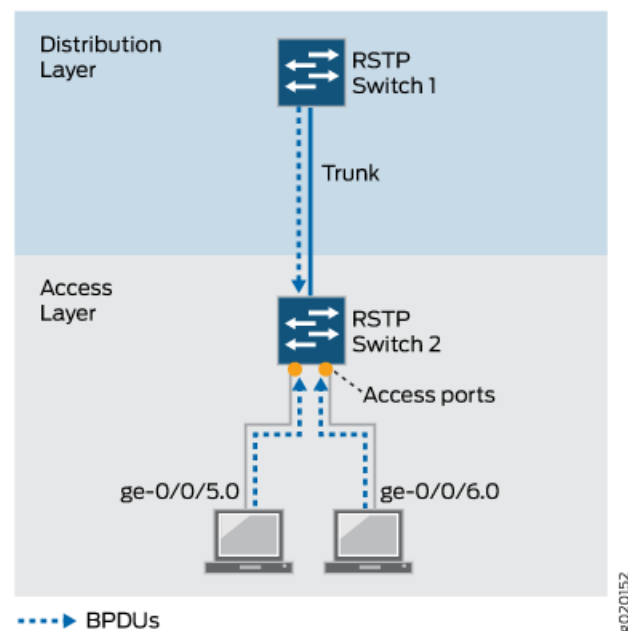 Distribution
Layer
RSTP
Switch 1
Trunk
Access
Layer
RSTP
Switch 2
Access ports
ge-0/0/5.0
ge-0/0/6.0
BPDUs
g020152